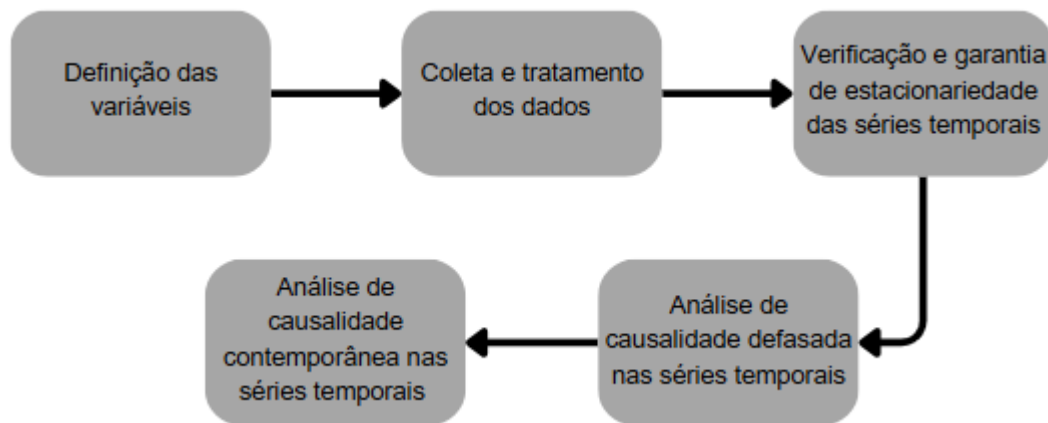 Definição das
variáveis
Coleta e tratamento
dos dados
Verificação e garantia
de estacionariedade
das séries temporais
Análise de
causalidade defasada
nas séries temporais
Análise de
causalidade
contemporânea nas
séries temporais